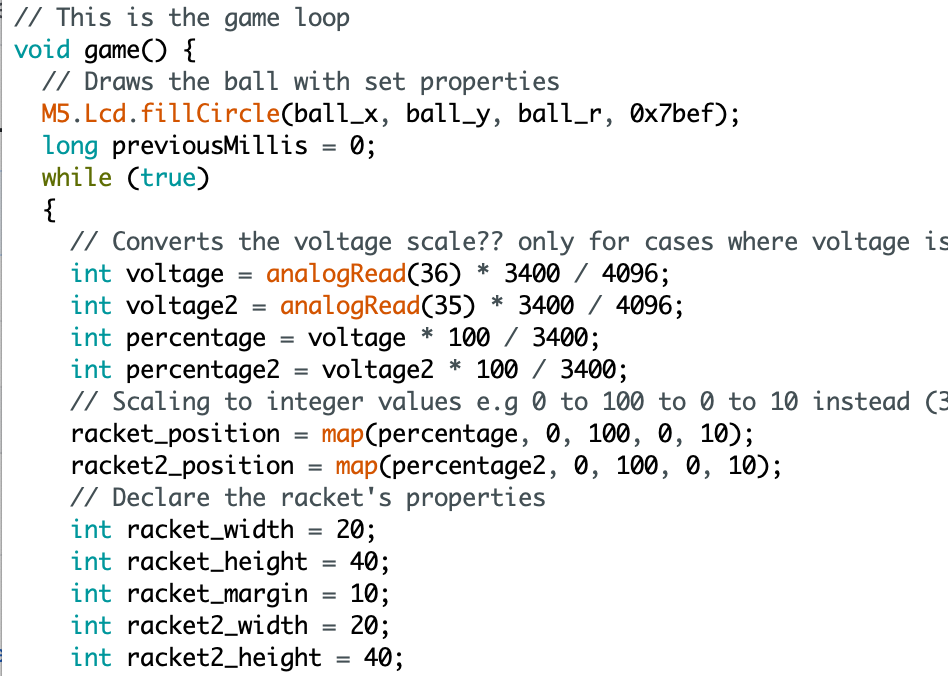 // This is the game loop
void game() {
// Draws the ball with set properties
M5.Lcd.fillCircle(ball_x, ball_y, ball_r, 0x7bef);
long previousMillis = 0;
while (true)
{
// Converts the voltage scale?? only for cases where voltage is
int voltage = analogRead(36) * 3400 / 4096;
int voltage2 = analogRead(35) * 3400 / 4096;
int percentage = voltage * 100 / 3400;
int percentage2 = voltage2 * 100 / 3400;
// Scaling to integer values e.g 0 to 100 to 0 to 10 instead (3
racket_position = map(percentage, 0, 100, 0, 10);
racket2_position = map(percentage2, 0, 100, 0, 10);
// Declare the racket's properties
int racket_width = 20;
int racket_height = 40;
int racket_margin = 10;
int racket2_width = 20;
int racket2_height = 40;